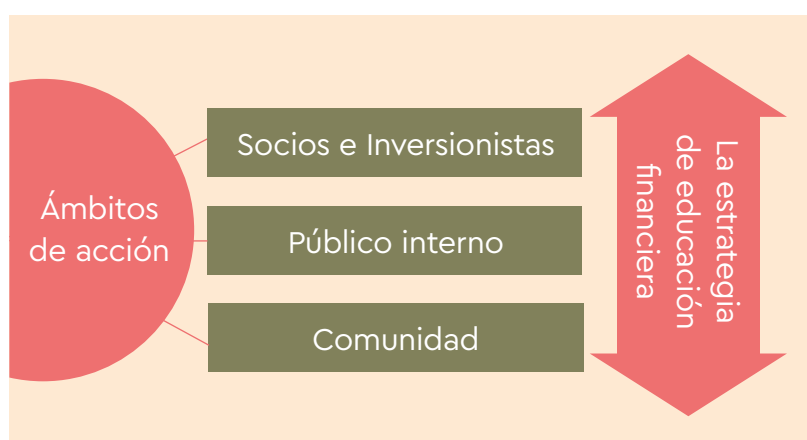 Ámbitos
de acción
Socios e Inversionistas
Público interno
Comunidad
La estrategia
de educación
financiera